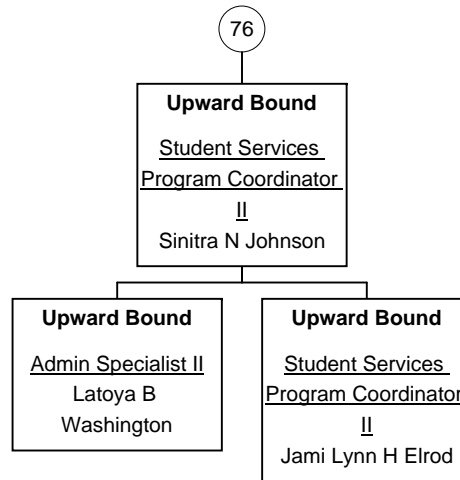 76
Upward Bound
Student Services
Program Coordinator
II
Sinitra N Johnson
Upward Bound
Admin Specialist II
Latoya B
Washington
Upward Bound
Student Services
Program Coordinator
II
Jami Lynn H Elrod